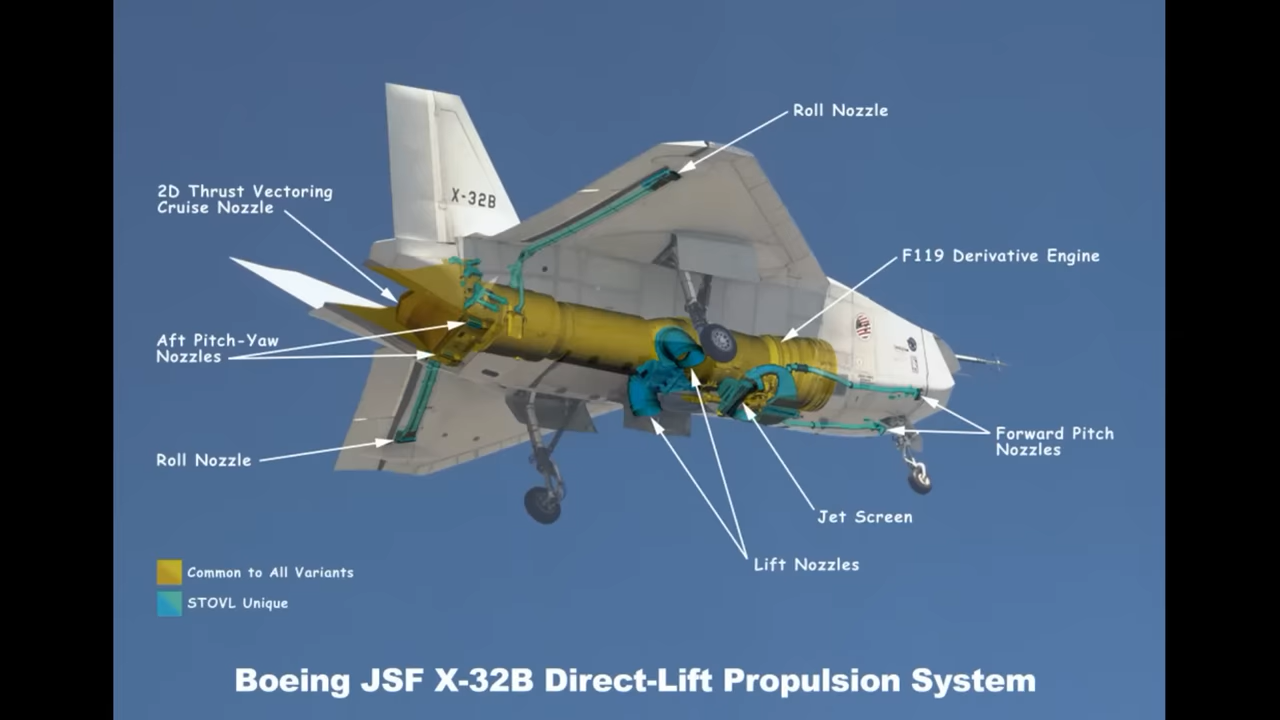 Roll Nozzle
2D Thrust Vectoring
Cruise Nozzle
X-32B
F119 Derivative Engine
Aft Pitch-Yaw
Nozzles
Forward Pitch
Nozzles
Roll Nozzle
Jet Screen
Lift Nozzles
Common to All Variants
STOVL Unique
Boeing JSF X-32B Direct-Lift Propulsion System